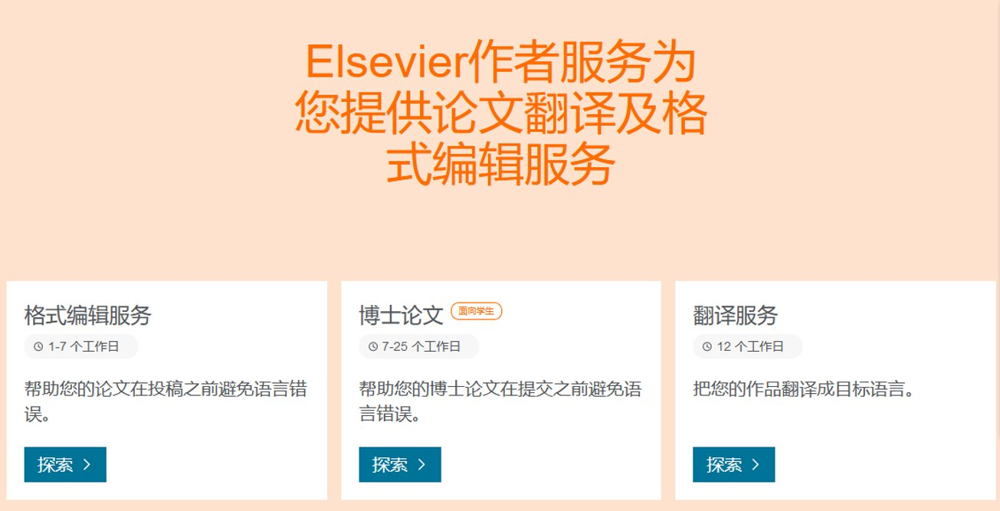 Elsevier作者服务为
您提供论文翻译及格
式编辑服务
格式编辑服务
1-7 个工作日
帮助您的论文在投稿之前避免语言错
误。
探索
博士论文 面向学生
7-25 个工作日
帮助您的博士论文在提交之前避免语
言错误。
探索
翻译服务
12 个工作日
把您的作品翻译成目标语言。
探索